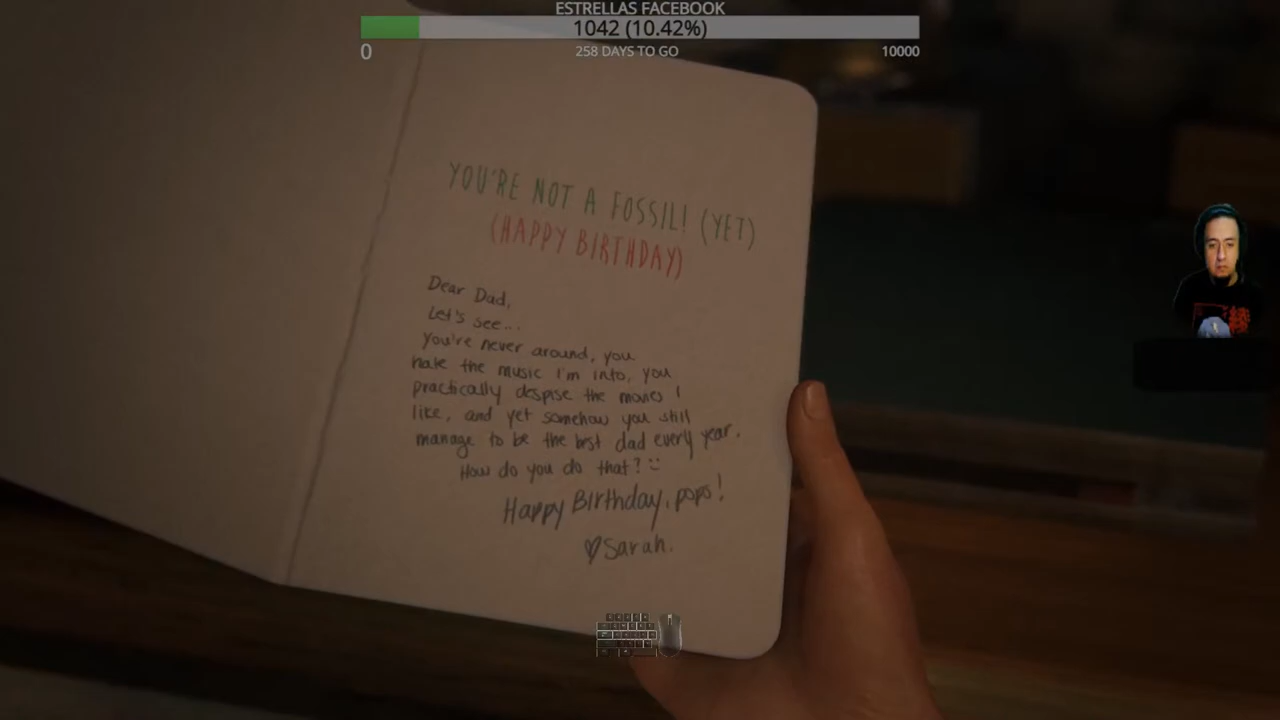 ESTRELLAS FACEBOOK
1042 (10.42%)
0 258 DAYS TO GO 10000
YOU'RE NOT A FOSSIL! (YET)
(HAPPY BIRTHDAY)
Dear Dad,
Let's see...
you're never around, you
hate the music I'm into, you
practically despise the movies I
like, and yet somehow you still
manage to be the best dad every year.
How do you do that? :)
Happy Birthday, pops!
♡ Sarah.